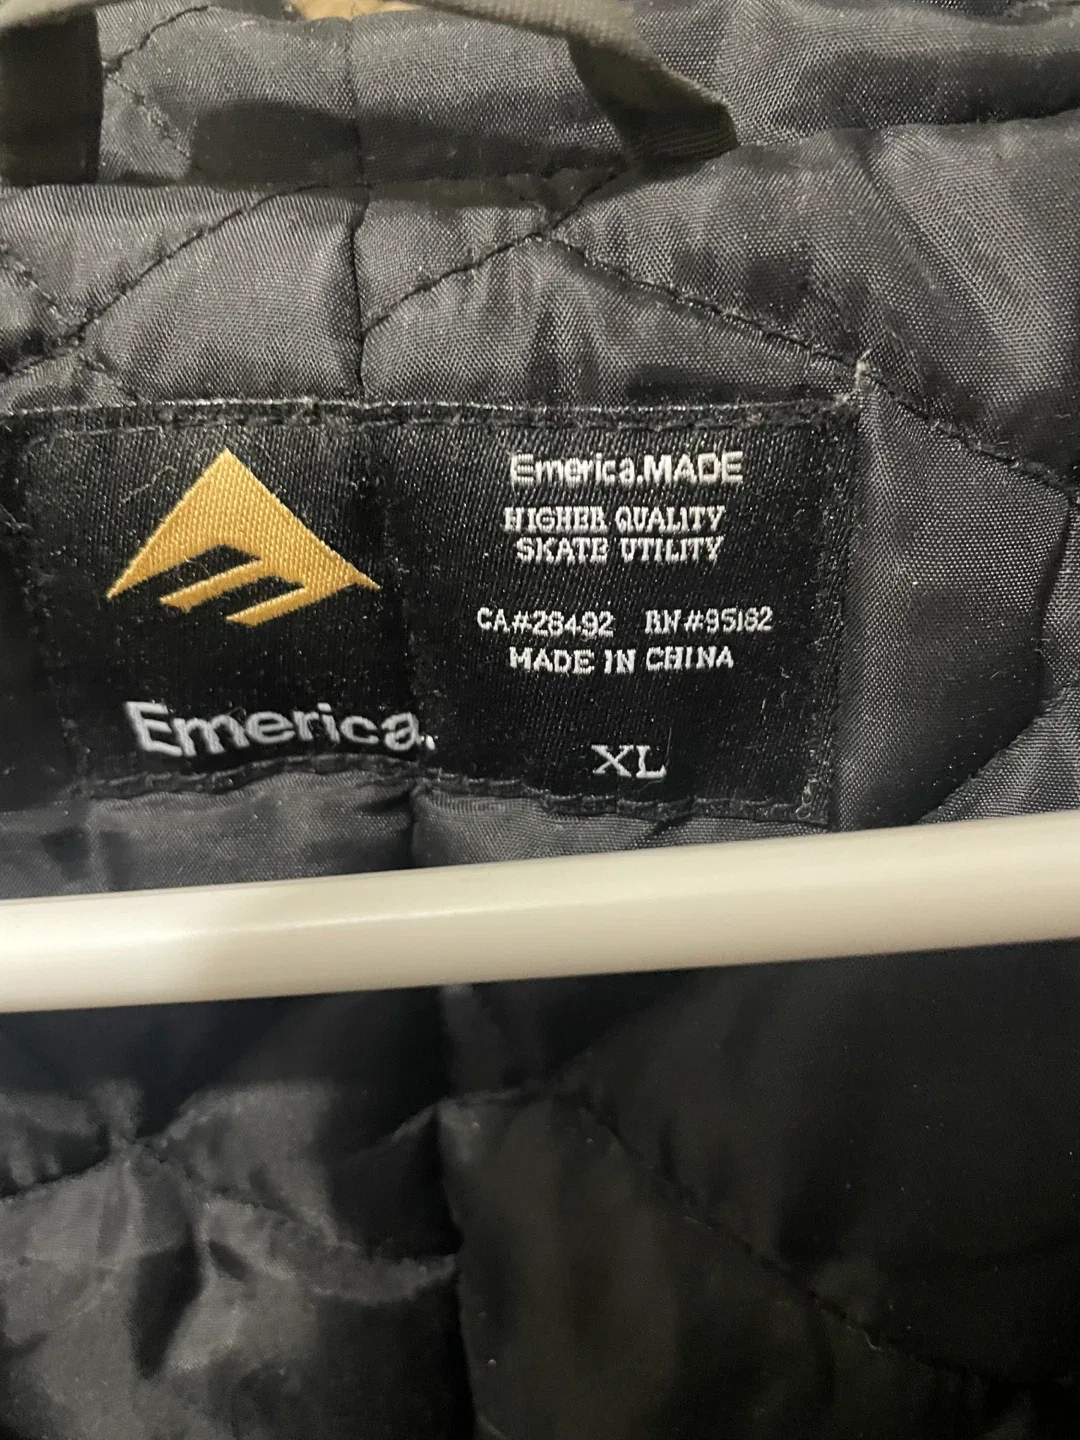 Emerica.
Emerica.MADE
HIGHER QUALITY
SKATE UTILITY
CA#28492 RN#95182
MADE IN CHINA
XL